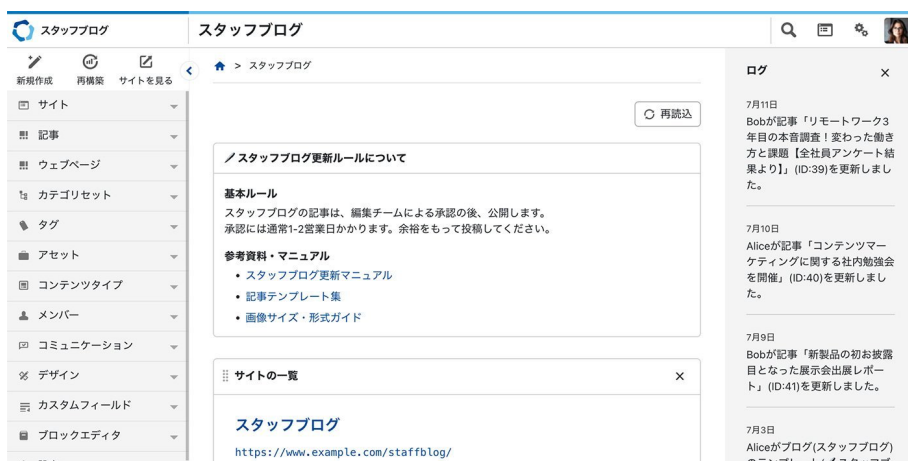 スタッフブログ
スタッフブログ
新規作成
再構築
サイトを見る
サイト
記事
ウェブページ
カテゴリセット
タグ
アセット
コンテンツタイプ
メンバー
コミュニケーション
デザイン
カスタムフィールド
ブロックエディタ
> スタッフブログ
再読込
スタッフブログ更新ルールについて
基本ルール
スタッフブログの記事は、編集チームによる承認の後、公開します。
承認には通常1-2営業日かかります。余裕をもって投稿してください。
参考資料・マニュアル
• スタッフブログ更新マニュアル
• 記事テンプレート集
• 画像サイズ・形式ガイド
サイトの一覧
スタッフブログ
https://www.example.com/staffblog/
ログ
7月11日
Bobが記事「リモートワーク3
年目の本音調査！変わった働き
方と課題【全社員アンケート結
果より】」(ID:39)を更新しまし
た。
7月10日
Aliceが記事「コンテンツマー
ケティングに関する社内勉強会
を開催」(ID:40)を更新しまし
た。
7月9日
Bobが記事「新製品の初お披露
目となった展示会出展レポー
ト」(ID:41)を更新しました。
7月3日
Aliceがブログ(スタッフブログ)